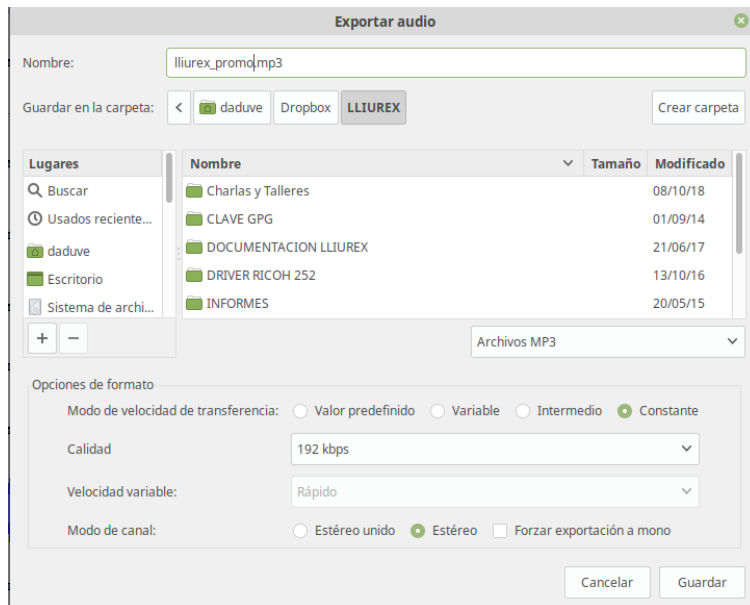 Exportar audio
Nombre: lliurex_promo.mp3
Guardar en la carpeta: < daduve Dropbox LLIUREX Crear carpeta
Lugares Nombre Tamaño Modificado
Buscar Charlas y Talleres 08/10/18
Usados reciente... CLAVE GPG 01/09/14
daduve DOCUMENTACION LLIUREX 21/06/17
Escritorio DRIVER RICOH 252 13/10/16
Sistema de archi... INFORMES 20/05/15
+ − Archivos MP3
Opciones de formato
Modo de velocidad de transferencia: Valor predefinido Variable Intermedio Constante
Calidad 192 kbps
Velocidad variable: Rápido
Modo de canal: Estéreo unido Estéreo Forzar exportación a mono
Cancelar Guardar